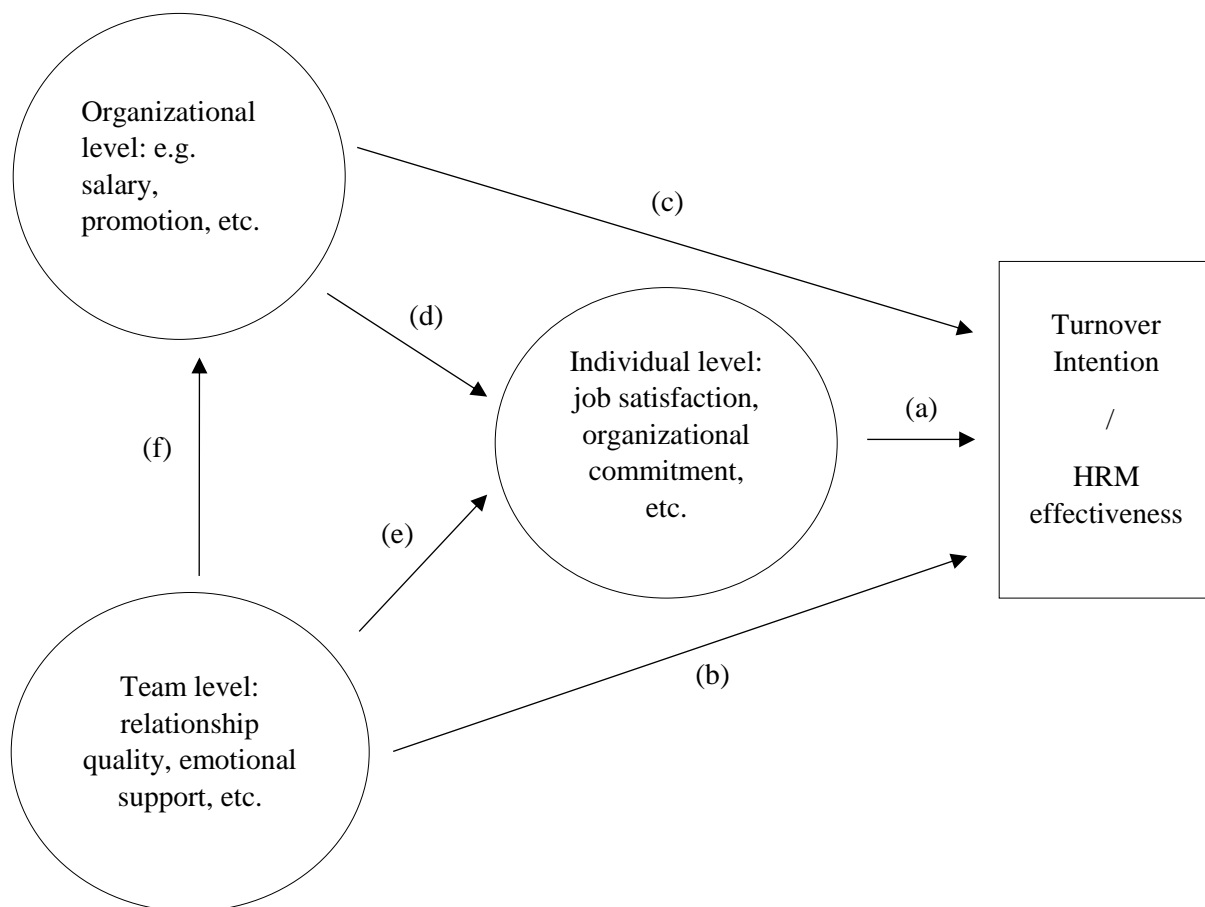 Organizational
level: e.g.
salary,
promotion, etc.
(c)
(d)
Individual level:
job satisfaction,
organizational
commitment,
etc.
(a)
Turnover
Intention
/
HRM
effectiveness
(f)
(e)
Team level:
relationship
quality, emotional
support, etc.
(b)